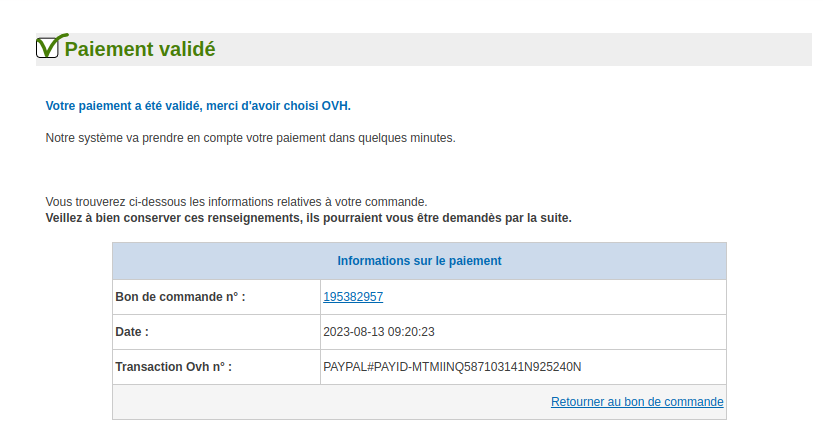 Paiement validé
Votre paiement a été validé, merci d'avoir choisi OVH.
Notre système va prendre en compte votre paiement dans quelques minutes.
Vous trouverez ci-dessous les informations relatives à votre commande.
Veillez à bien conserver ces renseignements, ils pourraient vous être demandès par la suite.
Informations sur le paiement
Bon de commande n° : 195382957
Date : 2023-08-13 09:20:23
Transaction Ovh n° : PAYPAL#PAYID-MTMIINQ587103141N925240N
Retourner au bon de commande